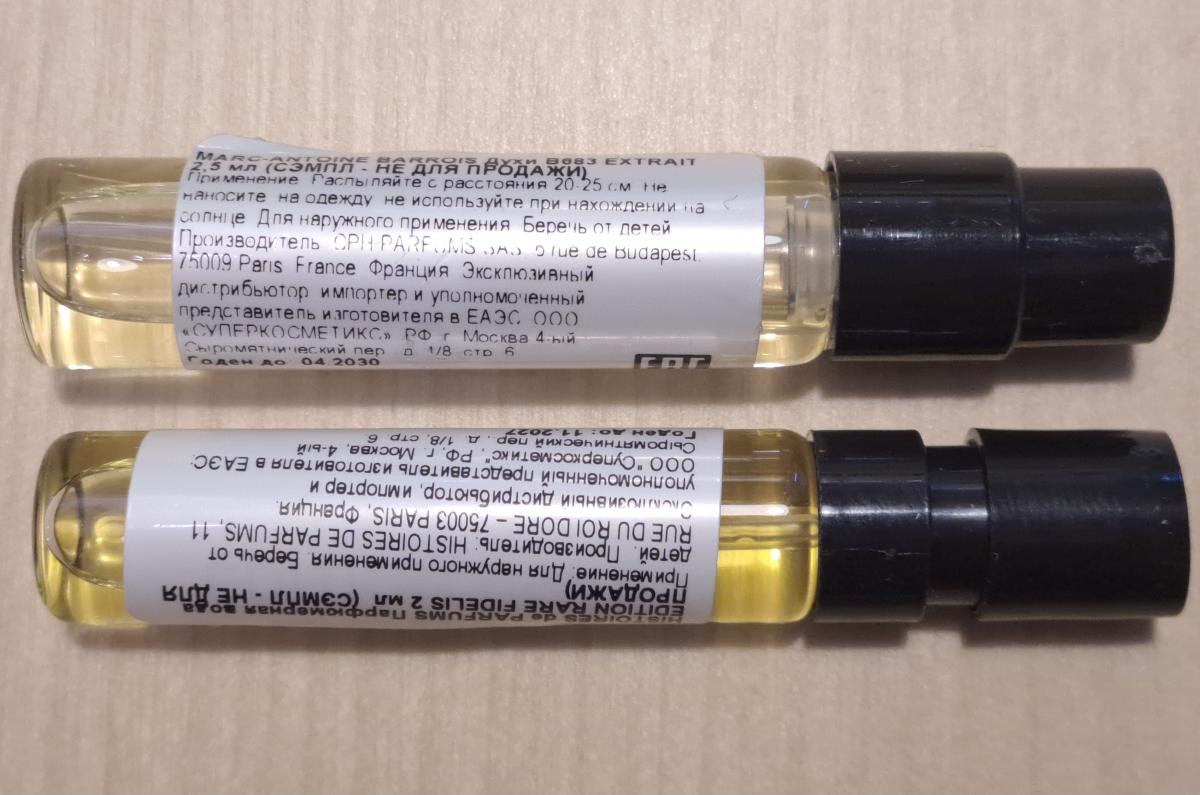 MARC-ANTOINE BARROIS Духи B683 EXTRAIT
2,5 мл (СЭМПЛ - НЕ ДЛЯ ПРОДАЖИ)
Применение Распыляйте с расстояния 20-25 см Не
наносите на одежду не используйте при нахождении на
солнце Для наружного применения Беречь от детей
Производитель CPH PARFUMS SAS 5 rue de Budapest
75009 Paris France Франция Эксклюзивный
дистрибьютор импортер и уполномоченный
представитель изготовителя в ЕАЭС ООО
«СУПЕРКОСМЕТИКС» РФ г Москва 4-ый
Сыромятнический пер д 1/8 стр 6
Годен до 04.2030
EAC
HISTOIRES de PARFUMS Парфюмерная вода
EDITION RARE FIDELIS 2 мл (СЭМПЛ - НЕ ДЛЯ
ПРОДАЖИ)
Применение: Для наружного применения. Беречь от
детей. Производитель: HISTOIRES DE PARFUMS, 11
RUE DU ROI DORE – 75003 PARIS, Франция.
Эксклюзивный дистрибьютор, импортер и
уполномоченный представитель изготовителя в ЕАЭС:
ООО "Суперкосметикс", РФ, г. Москва, 4-ый
Сыромятнический пер., д. 1/8, стр. 6
Годен до: 11.2027